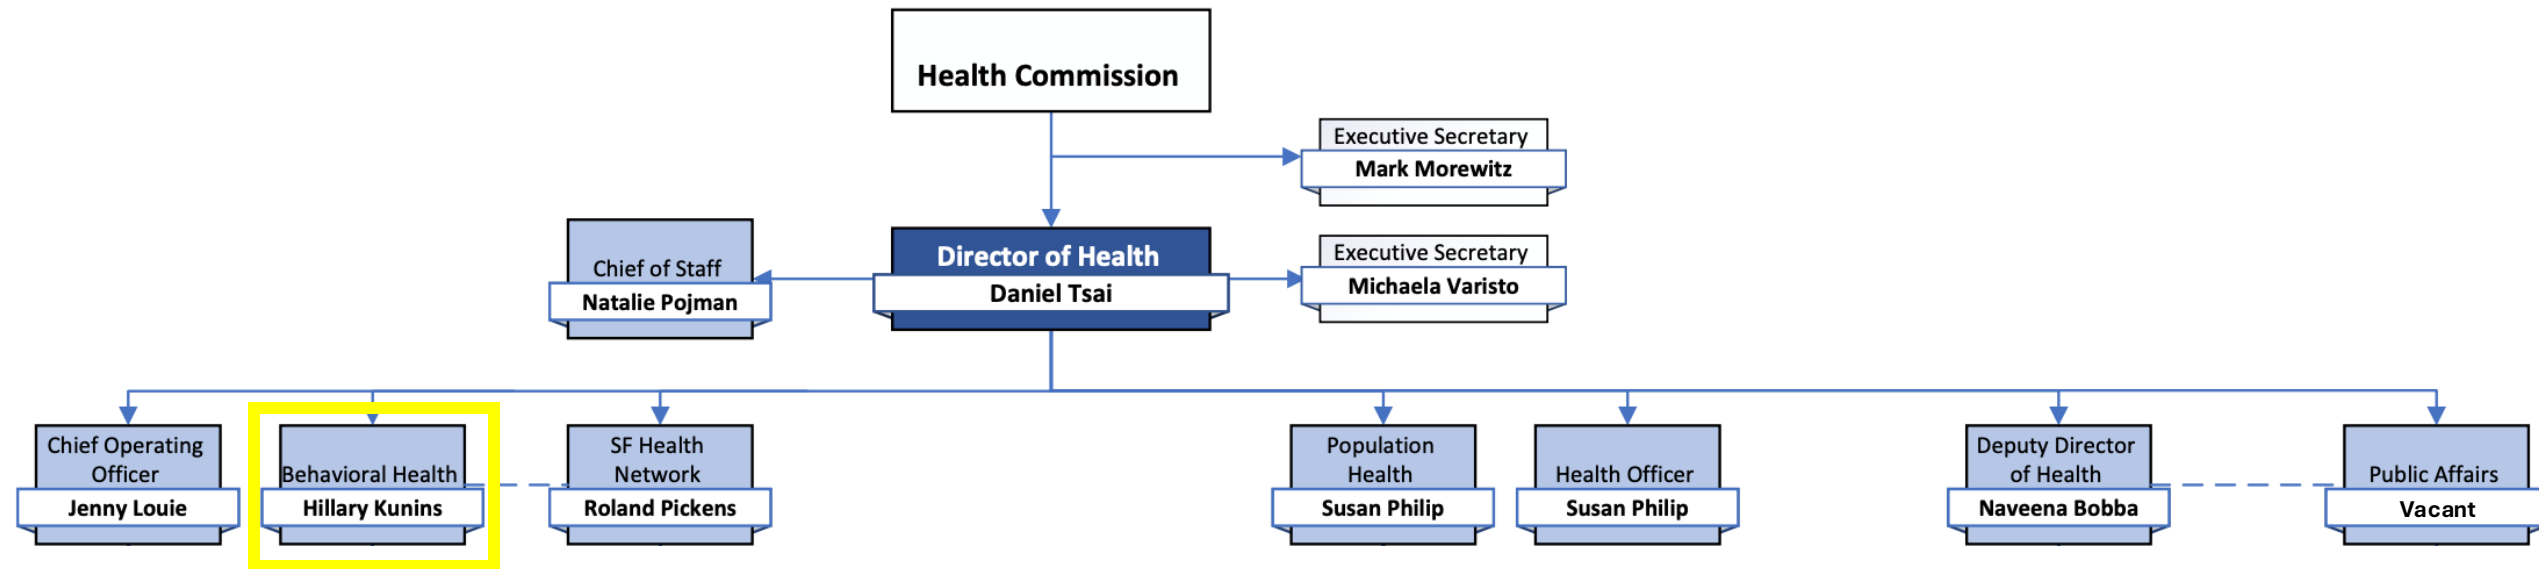 Health Commission
Executive Secretary
Mark Morewitz
Chief of Staff
Natalie Pojman
Director of Health
Daniel Tsai
Executive Secretary
Michaela Varisto
Chief Operating
Officer
Jenny Louie
Behavioral Health
Hillary Kunins
SF Health
Network
Roland Pickens
Population
Health
Susan Philip
Health Officer
Susan Philip
Deputy Director
of Health
Naveena Bobba
Public Affairs
Vacant